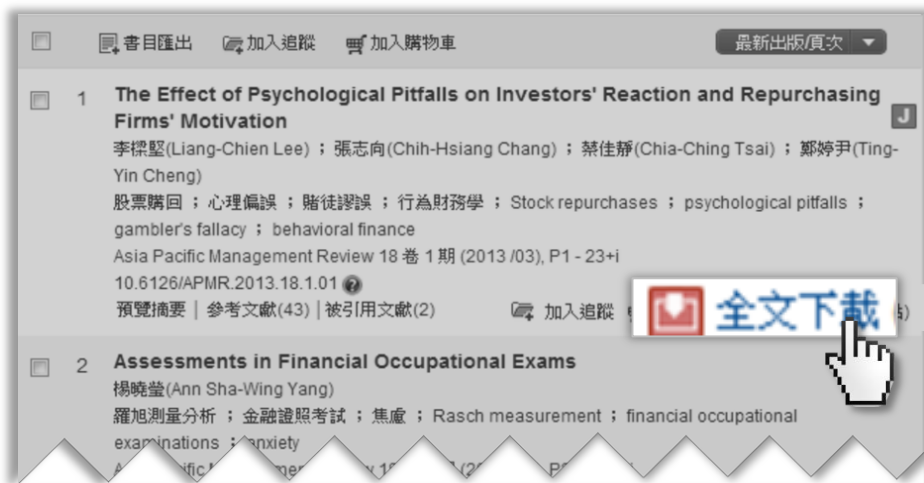 書目匯出 加入追蹤 加入購物車 最新出版/頁次
1 The Effect of Psychological Pitfalls on Investors' Reaction and Repurchasing
Firms' Motivation J
李樑堅(Liang-Chien Lee)；張志向(Chih-Hsiang Chang)；蔡佳靜(Chia-Ching Tsai)；鄭婷尹(Ting-
Yin Cheng)
股票購回；心理偏誤；賭徒謬誤；行為財務學；Stock repurchases；psychological pitfalls；
gambler's fallacy；behavioral finance
Asia Pacific Management Review 18 卷 1 期 (2013 /03), P1 - 23+i
10.6126/APMR.2013.18.1.01
預覽摘要│參考文獻(43)│被引用文獻(2) 加入追蹤 全文下載
2 Assessments in Financial Occupational Exams
楊曉瑩(Ann Sha-Wing Yang)
羅旭測量分析；金融證照考試；焦慮；Rasch measurement；financial occupational
examinations；anxiety